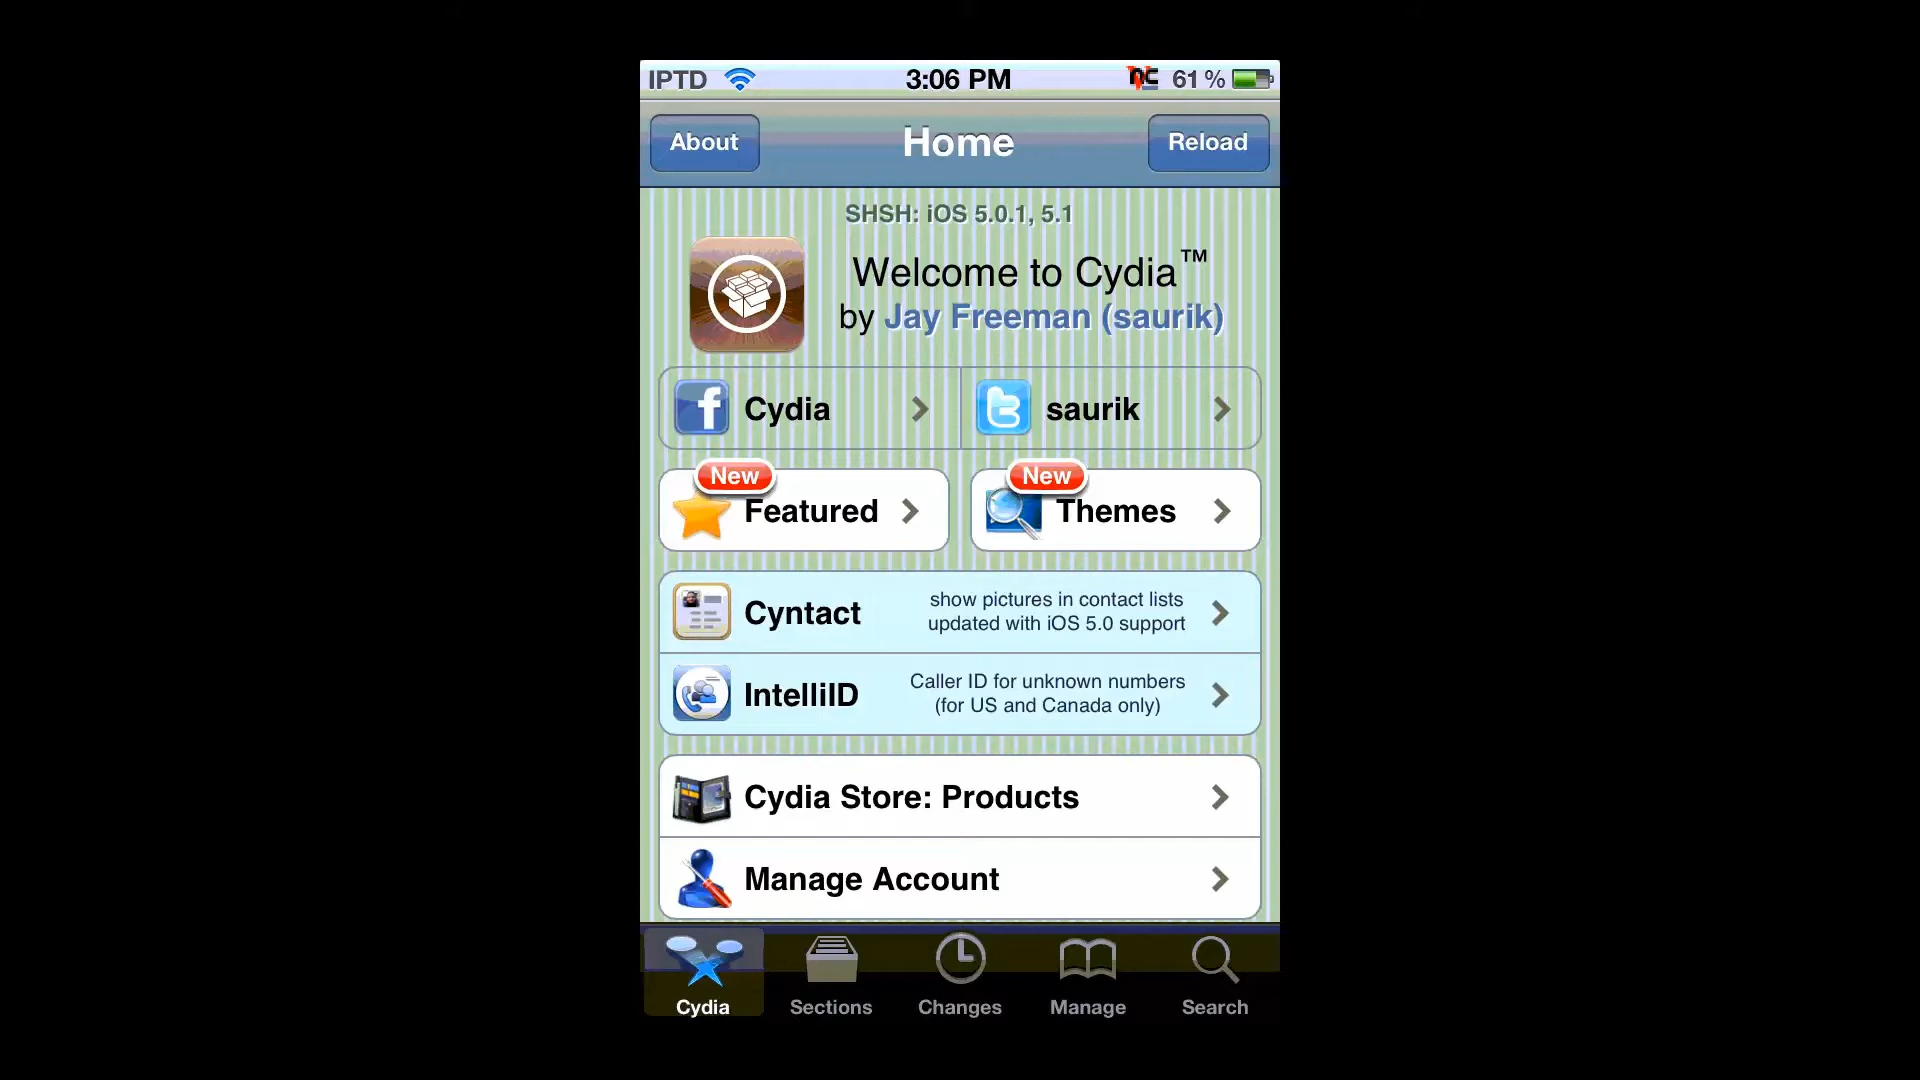 IPTD 3:06 PM 61 %
About Home Reload
SHSH: iOS 5.0.1, 5.1
Welcome to Cydia™
by Jay Freeman (saurik)
Cydia saurik
New New
Featured Themes
Cyntact
show pictures in contact lists
updated with iOS 5.0 support
IntelliID
Caller ID for unknown numbers
(for US and Canada only)
Cydia Store: Products
Manage Account
Cydia Sections Changes Manage Search